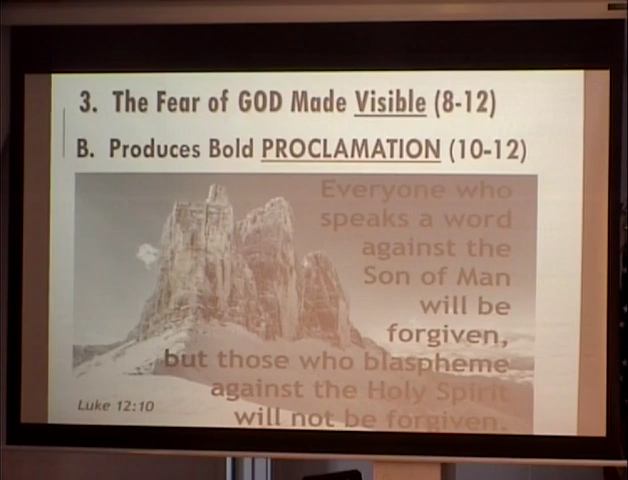 3. The Fear of GOD Made Visible (8-12)
B. Produces Bold PROCLAMATION (10-12)
Everyone who
speaks a word
against the
Son of Man
will be
forgiven,
but those who blaspheme
against the Holy Spirit
will not be forgiven.
Luke 12:10